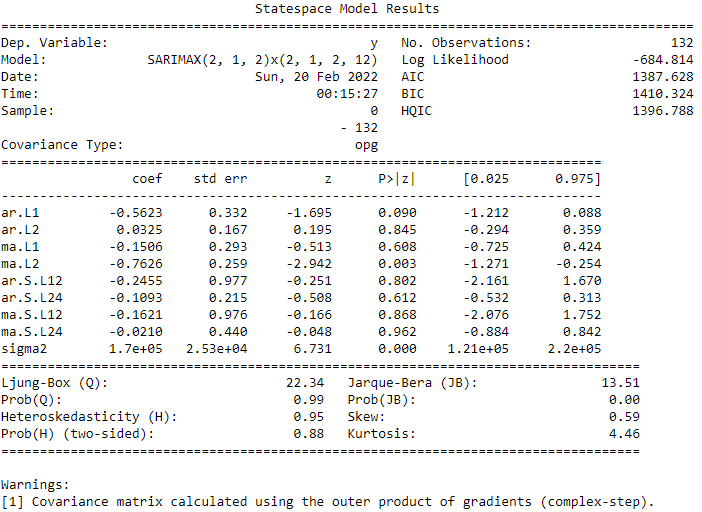 Statespace Model Results
==========================================================================================
Dep. Variable: y No. Observations: 132
Model: SARIMAX(2, 1, 2)x(2, 1, 2, 12) Log Likelihood -684.814
Date: Sun, 20 Feb 2022 AIC 1387.628
Time: 00:15:27 BIC 1410.324
Sample: 0 HQIC 1396.788
- 132
Covariance Type: opg
==============================================================================
coef std err z P>|z| [0.025 0.975]
------------------------------------------------------------------------------
ar.L1 -0.5623 0.332 -1.695 0.090 -1.212 0.088
ar.L2 0.0325 0.167 0.195 0.845 -0.294 0.359
ma.L1 -0.1506 0.293 -0.513 0.608 -0.725 0.424
ma.L2 -0.7626 0.259 -2.942 0.003 -1.271 -0.254
ar.S.L12 -0.2455 0.977 -0.251 0.802 -2.161 1.670
ar.S.L24 -0.1093 0.215 -0.508 0.612 -0.532 0.313
ma.S.L12 -0.1621 0.976 -0.166 0.868 -2.076 1.752
ma.S.L24 -0.0210 0.440 -0.048 0.962 -0.884 0.842
sigma2 1.7e+05 2.53e+04 6.731 0.000 1.21e+05 2.2e+05
===================================================================================
Ljung-Box (Q): 22.34 Jarque-Bera (JB): 13.51
Prob(Q): 0.99 Prob(JB): 0.00
Heteroskedasticity (H): 0.95 Skew: 0.59
Prob(H) (two-sided): 0.88 Kurtosis: 4.46
===================================================================================
Warnings:
[1] Covariance matrix calculated using the outer product of gradients (complex-step).